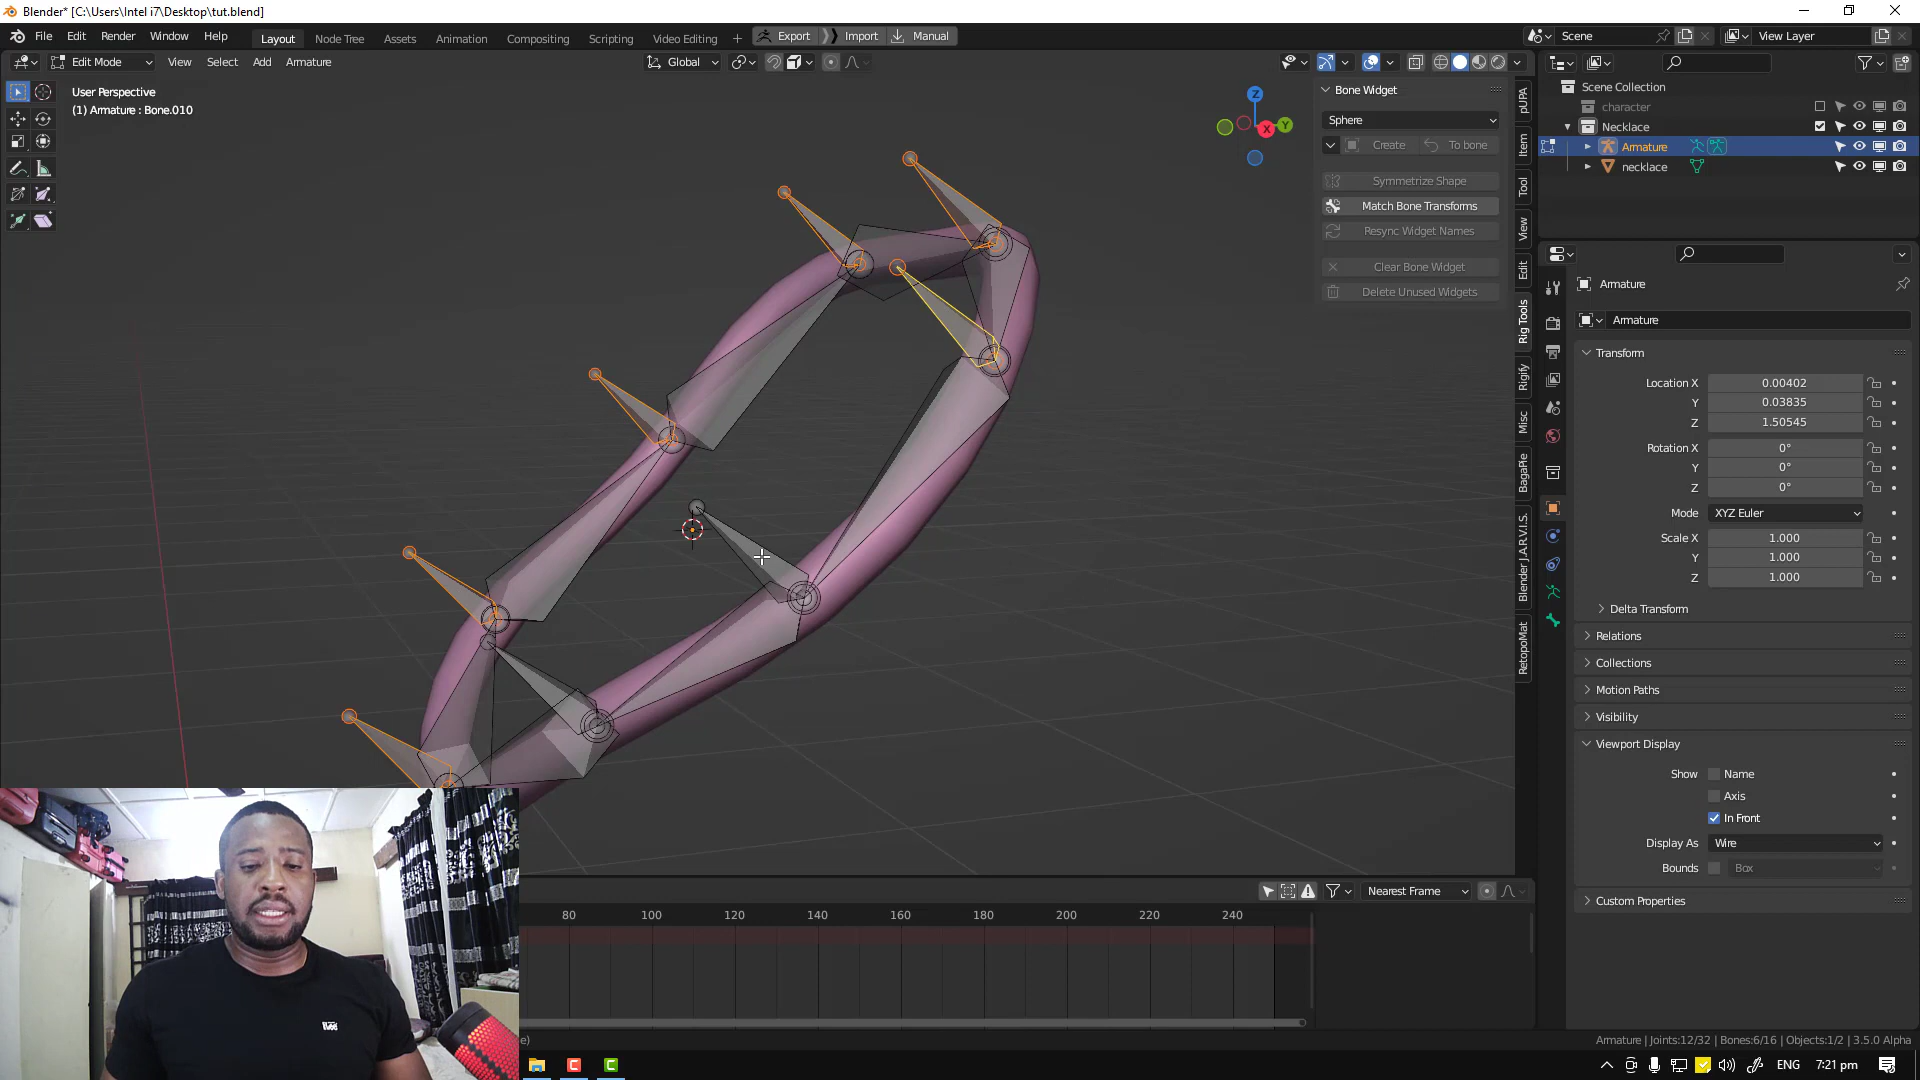 Blender* [C:\Users\Intel i7\Desktop\tut.blend]
File Edit Render Window Help Layout Node Tree Assets Animation Compositing Scripting Video Editing + Export Import Manual Scene View Layer
Edit Mode View Select Add Armature Global
User Perspective
(1) Armature : Bone.010
Z
X
Y
Bone Widget
Sphere
Create To bone
Symmetrize Shape
Match Bone Transforms
Resync Widget Names
Clear Bone Widget
Delete Unused Widgets
pUPA
Item
Tool
View
Edit
Rig Tools
Rigify
Misc
BagaPie
Blender J.A.R.V.I.S.
RetopoMat
Scene Collection
character
Necklace
Armature
necklace
Armature
Armature
Transform
Location X 0.00402
Y 0.03835
Z 1.50545
Rotation X 0°
Y 0°
Z 0°
Mode XYZ Euler
Scale X 1.000
Y 1.000
Z 1.000
Delta Transform
Relations
Collections
Motion Paths
Visibility
Viewport Display
Show Name
Axis
In Front
Display As Wire
Bounds Box
Custom Properties
Nearest Frame
80 100 120 140 160 180 200 220 240
e)
Armature | Joints:12/32 | Bones:6/16 | Objects:1/2 | 3.5.0 Alpha
ENG 7:21 pm